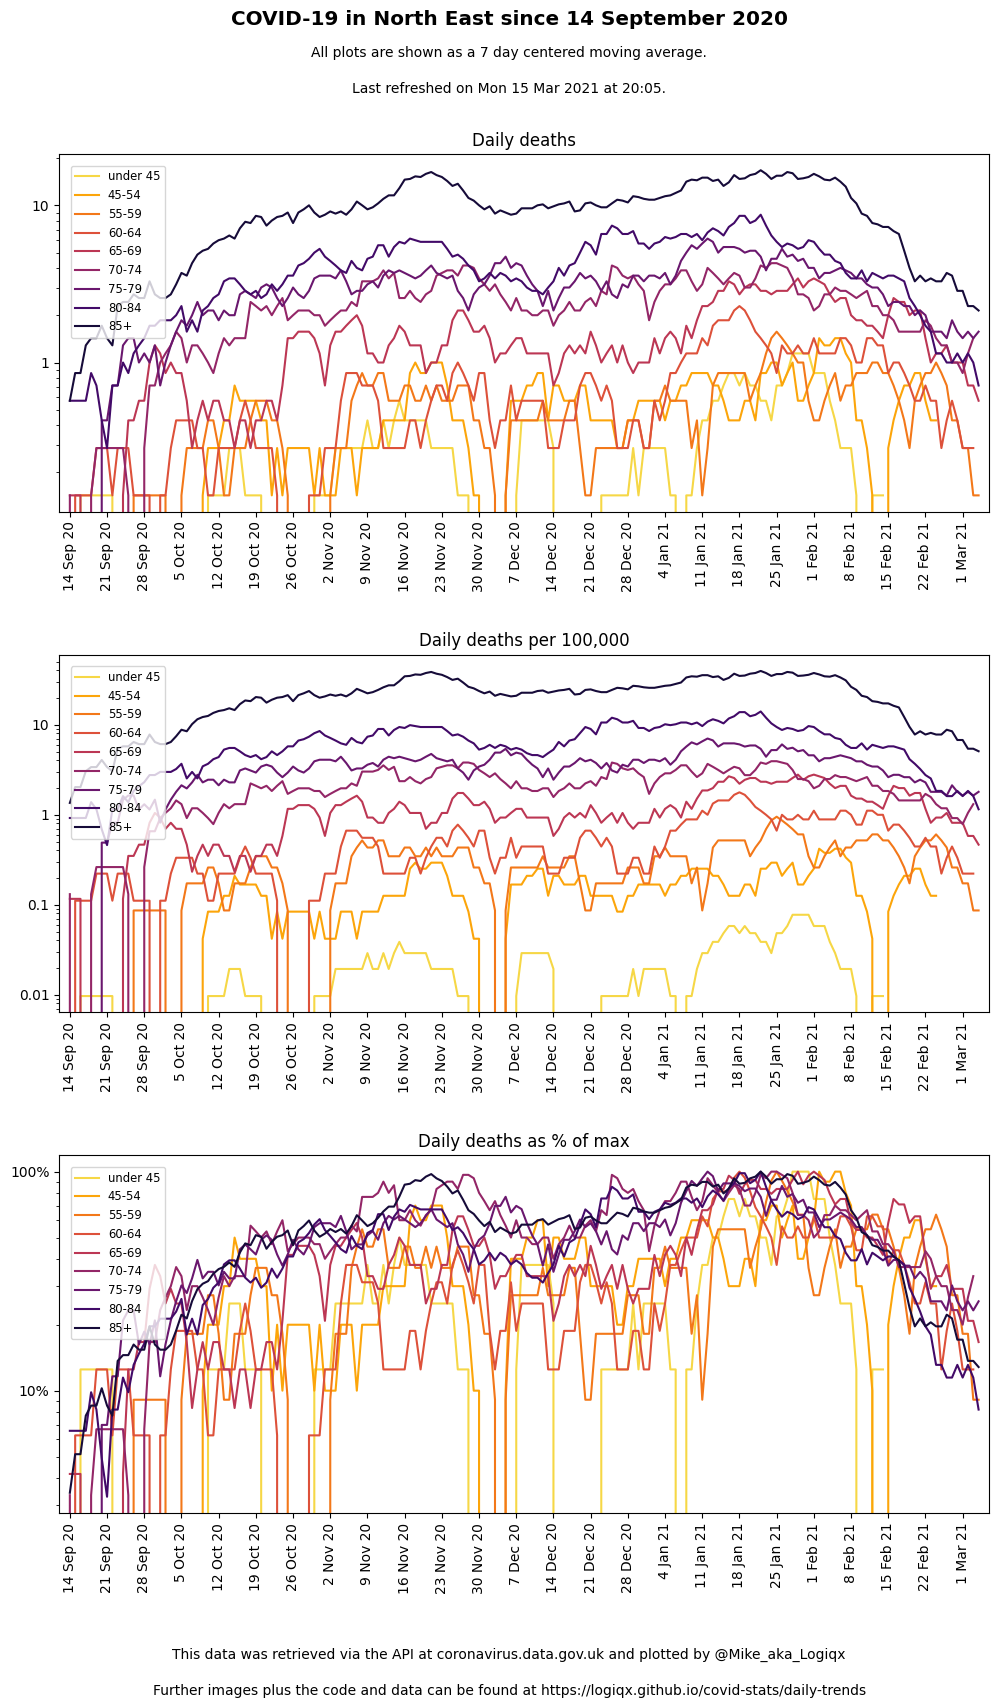 COVID-19 in North East since 14 September 2020
All plots are shown as a 7 day centered moving average.
Last refreshed on Mon 15 Mar 2021 at 20:05.
Daily deaths
10
1
under 45
45-54
55-59
60-64
65-69
70-74
75-79
80-84
85+
14 Sep 20
21 Sep 20
28 Sep 20
5 Oct 20
12 Oct 20
19 Oct 20
26 Oct 20
2 Nov 20
9 Nov 20
16 Nov 20
23 Nov 20
30 Nov 20
7 Dec 20
14 Dec 20
21 Dec 20
28 Dec 20
4 Jan 21
11 Jan 21
18 Jan 21
25 Jan 21
1 Feb 21
8 Feb 21
15 Feb 21
22 Feb 21
1 Mar 21
Daily deaths per 100,000
10
1
0.1
0.01
under 45
45-54
55-59
60-64
65-69
70-74
75-79
80-84
85+
14 Sep 20
21 Sep 20
28 Sep 20
5 Oct 20
12 Oct 20
19 Oct 20
26 Oct 20
2 Nov 20
9 Nov 20
16 Nov 20
23 Nov 20
30 Nov 20
7 Dec 20
14 Dec 20
21 Dec 20
28 Dec 20
4 Jan 21
11 Jan 21
18 Jan 21
25 Jan 21
1 Feb 21
8 Feb 21
15 Feb 21
22 Feb 21
1 Mar 21
Daily deaths as % of max
100%
10%
under 45
45-54
55-59
60-64
65-69
70-74
75-79
80-84
85+
14 Sep 20
21 Sep 20
28 Sep 20
5 Oct 20
12 Oct 20
19 Oct 20
26 Oct 20
2 Nov 20
9 Nov 20
16 Nov 20
23 Nov 20
30 Nov 20
7 Dec 20
14 Dec 20
21 Dec 20
28 Dec 20
4 Jan 21
11 Jan 21
18 Jan 21
25 Jan 21
1 Feb 21
8 Feb 21
15 Feb 21
22 Feb 21
1 Mar 21
This data was retrieved via the API at coronavirus.data.gov.uk and plotted by @Mike_aka_Logiqx
Further images plus the code and data can be found at https://logiqx.github.io/covid-stats/daily-trends